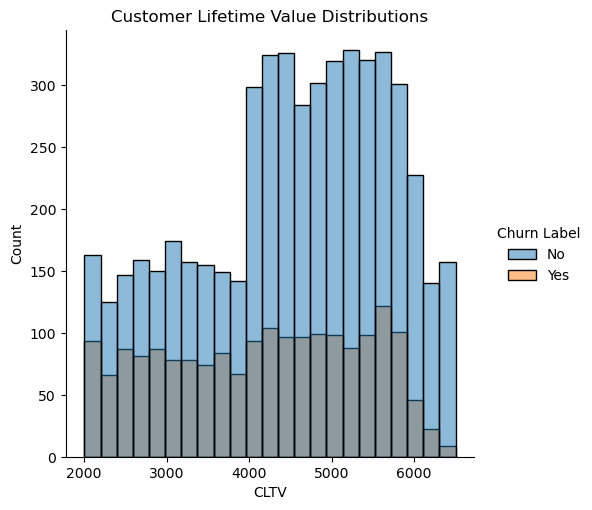 Customer Lifetime Value Distributions
300
250
200
150
100
50
0
Count
2000
3000
4000
5000
6000
CLTV
Churn Label
No
Yes